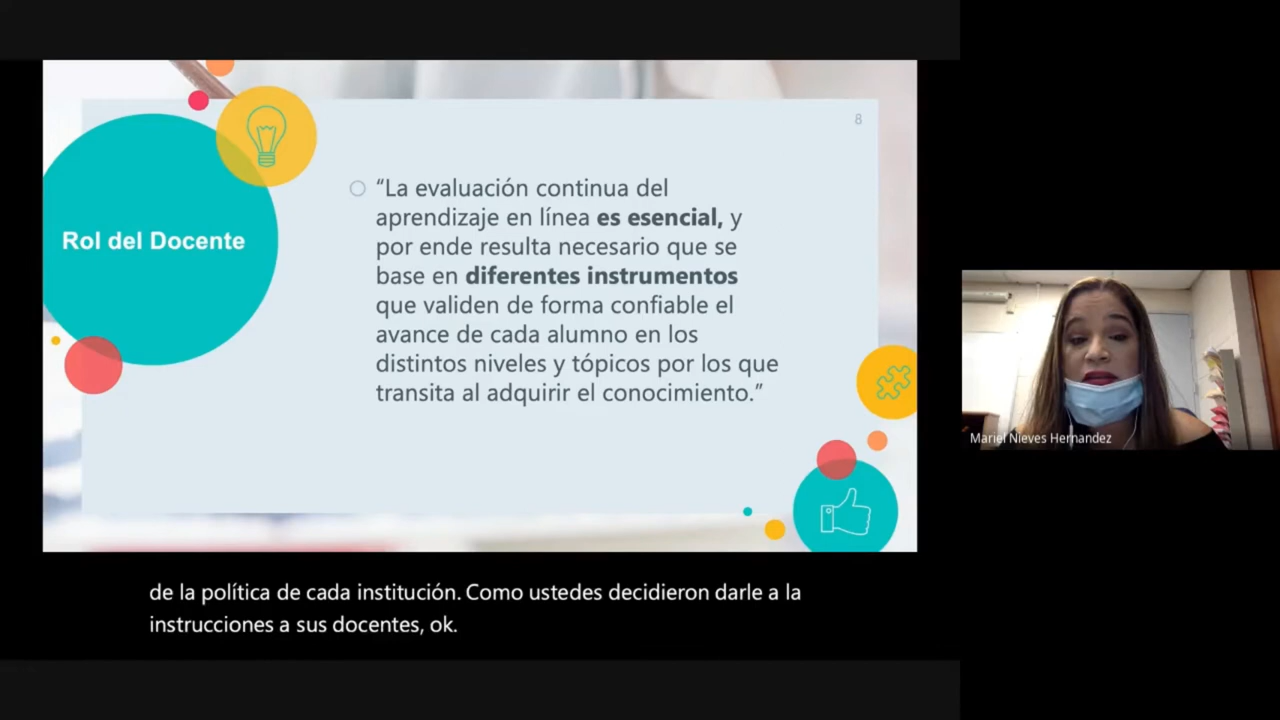 8
Rol del Docente
“La evaluación continua del
aprendizaje en línea es esencial, y
por ende resulta necesario que se
base en diferentes instrumentos
que validen de forma confiable el
avance de cada alumno en los
distintos niveles y tópicos por los que
transita al adquirir el conocimiento.”
Mariel Nieves Hernandez
de la política de cada institución. Como ustedes decidieron darle a la
instrucciones a sus docentes, ok.